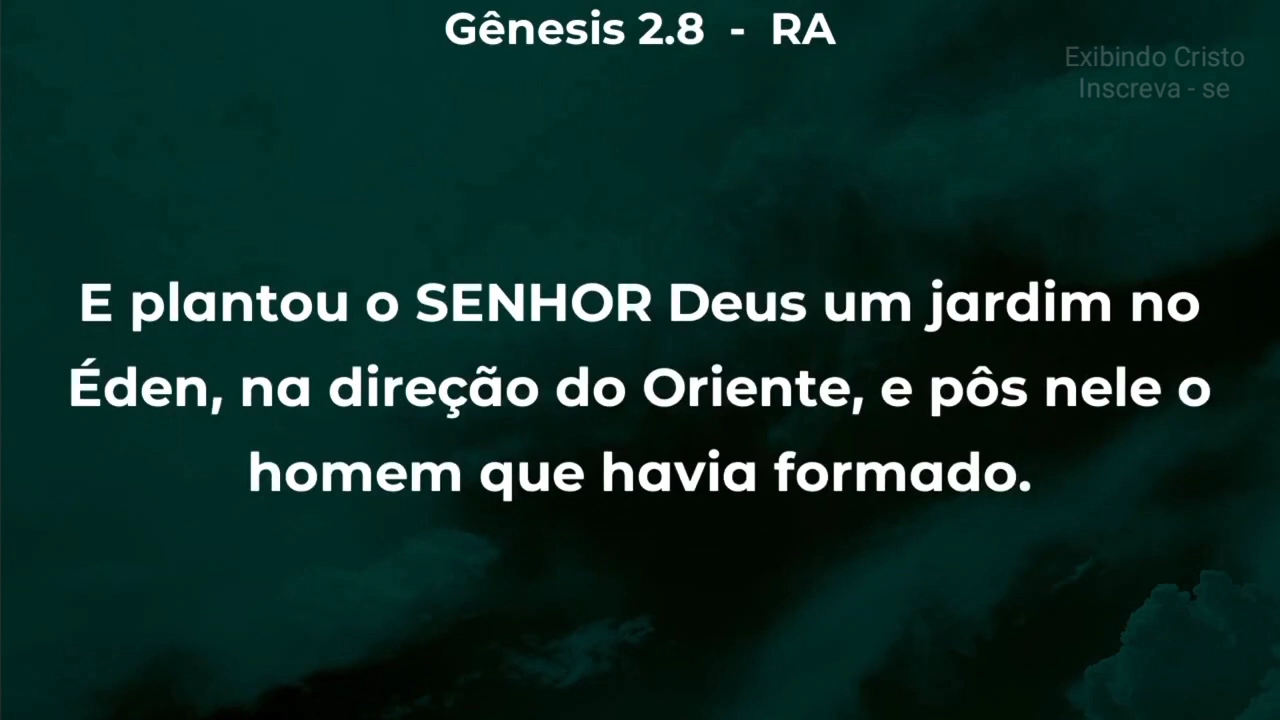 Gênesis 2.8 - RA
Exibindo Cristo
Inscreva - se
E plantou o SENHOR Deus um jardim no
Éden, na direção do Oriente, e pôs nele o
homem que havia formado.